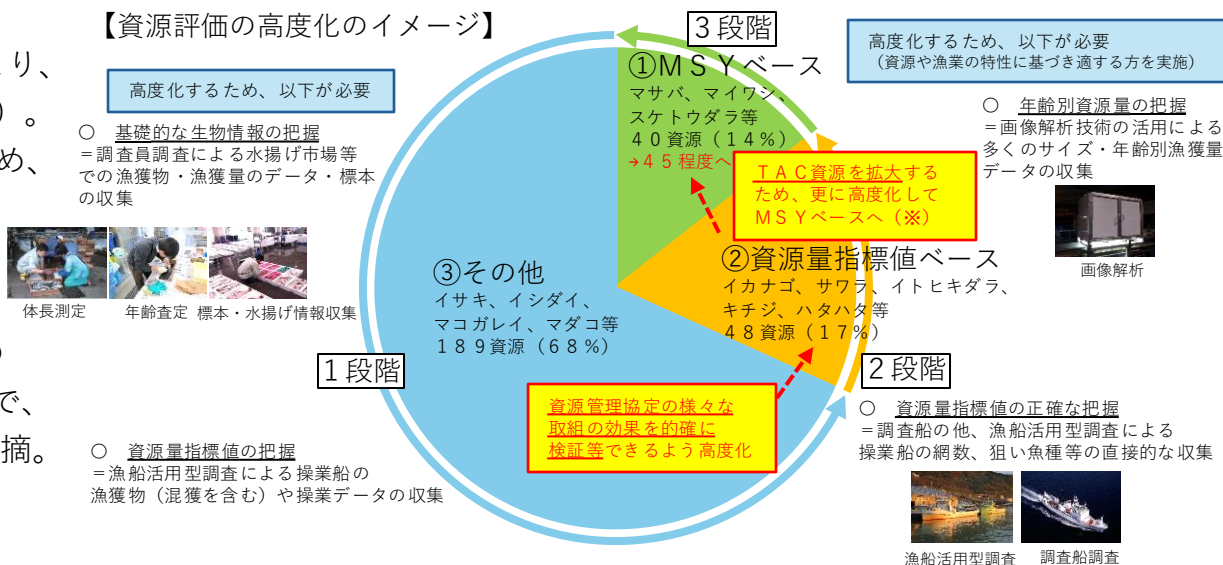 【資源評価の高度化のイメージ】
り、
）。
め、
で、
摘。
高度化するため、以下が必要
○ 基礎的な生物情報の把握
＝調査員調査による水揚げ市場等
での漁獲物・漁獲量のデータ・標本
の収集
体長測定
年齢査定
標本・水揚げ情報収集
1段階
○ 資源量指標値の把握
＝漁船活用型調査による操業船の
漁獲物（混獲を含む）や操業データの収集
③その他
イサキ、イシダイ、
マコガレイ、マダコ等
189資源（68%）
3段階
①ＭＳＹベース
マサバ、マイワシ、
スケトウダラ等
40資源（14%）
→45程度へ
ＴＡＣ資源を拡大する
ため、更に高度化して
ＭＳＹベースへ（※）
②資源量指標値ベース
イカナゴ、サワラ、イトヒキダラ、
キチジ、ハタハタ等
48資源（17%）
資源管理協定の様々な
取組の効果を的確に
検証等できるよう高度化
高度化するため、以下が必要
（資源や漁業の特性に基づき適する方を実施）
○ 年齢別資源量の把握
＝画像解析技術の活用による
多くのサイズ・年齢別漁獲量
データの収集
画像解析
2段階
○ 資源量指標値の正確な把握
＝調査船の他、漁船活用型調査による
操業船の網数、狙い魚種等の直接的な収集
漁船活用型調査
調査船調査